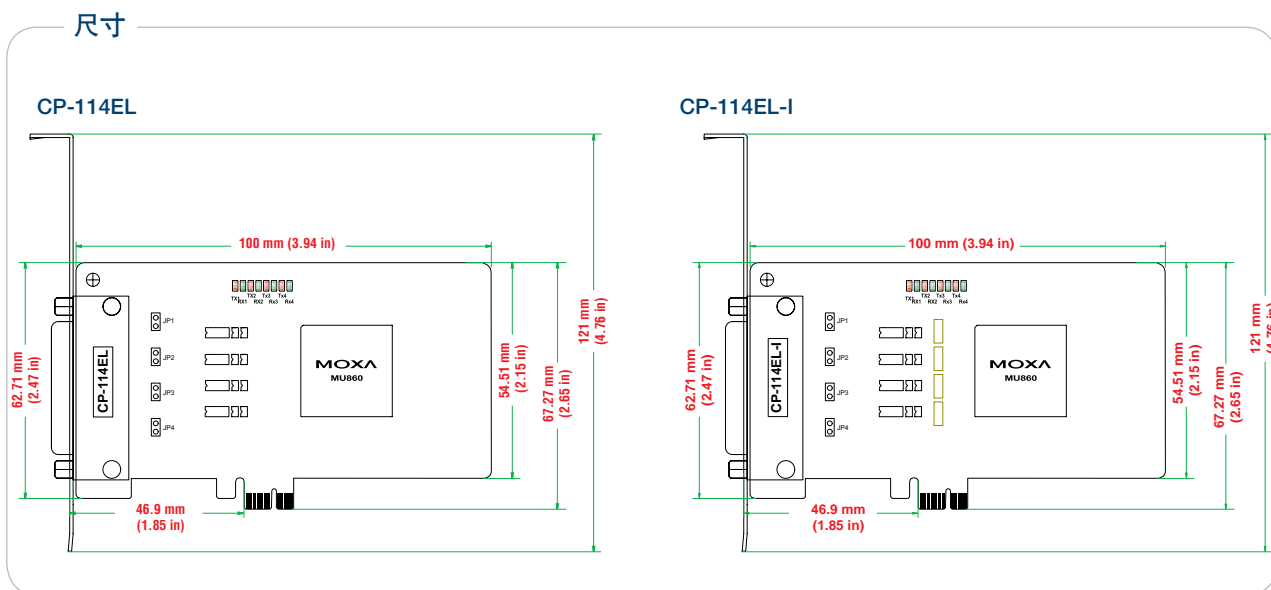 尺寸
CP-114EL
100 mm (3.94 in)
TX1 RX1 TX2 RX2 Tx3 Rx3 Tx4 Rx4
JP1
JP2
JP3
JP4
CP-114EL
MOXA
MU860
62.71 mm
(2.47 in)
54.51 mm
(2.15 in)
67.27 mm
(2.65 in)
121 mm
(4.76 in)
46.9 mm
(1.85 in)
CP-114EL-I
100 mm (3.94 in)
TX1 RX1 TX2 RX2 Tx3 Rx3 Tx4 Rx4
JP1
JP2
JP3
JP4
CP-114EL-I
MOXA
MU860
62.71 mm
(2.47 in)
54.51 mm
(2.15 in)
67.27 mm
(2.65 in)
121 mm
(4.76 in)
46.9 mm
(1.85 in)